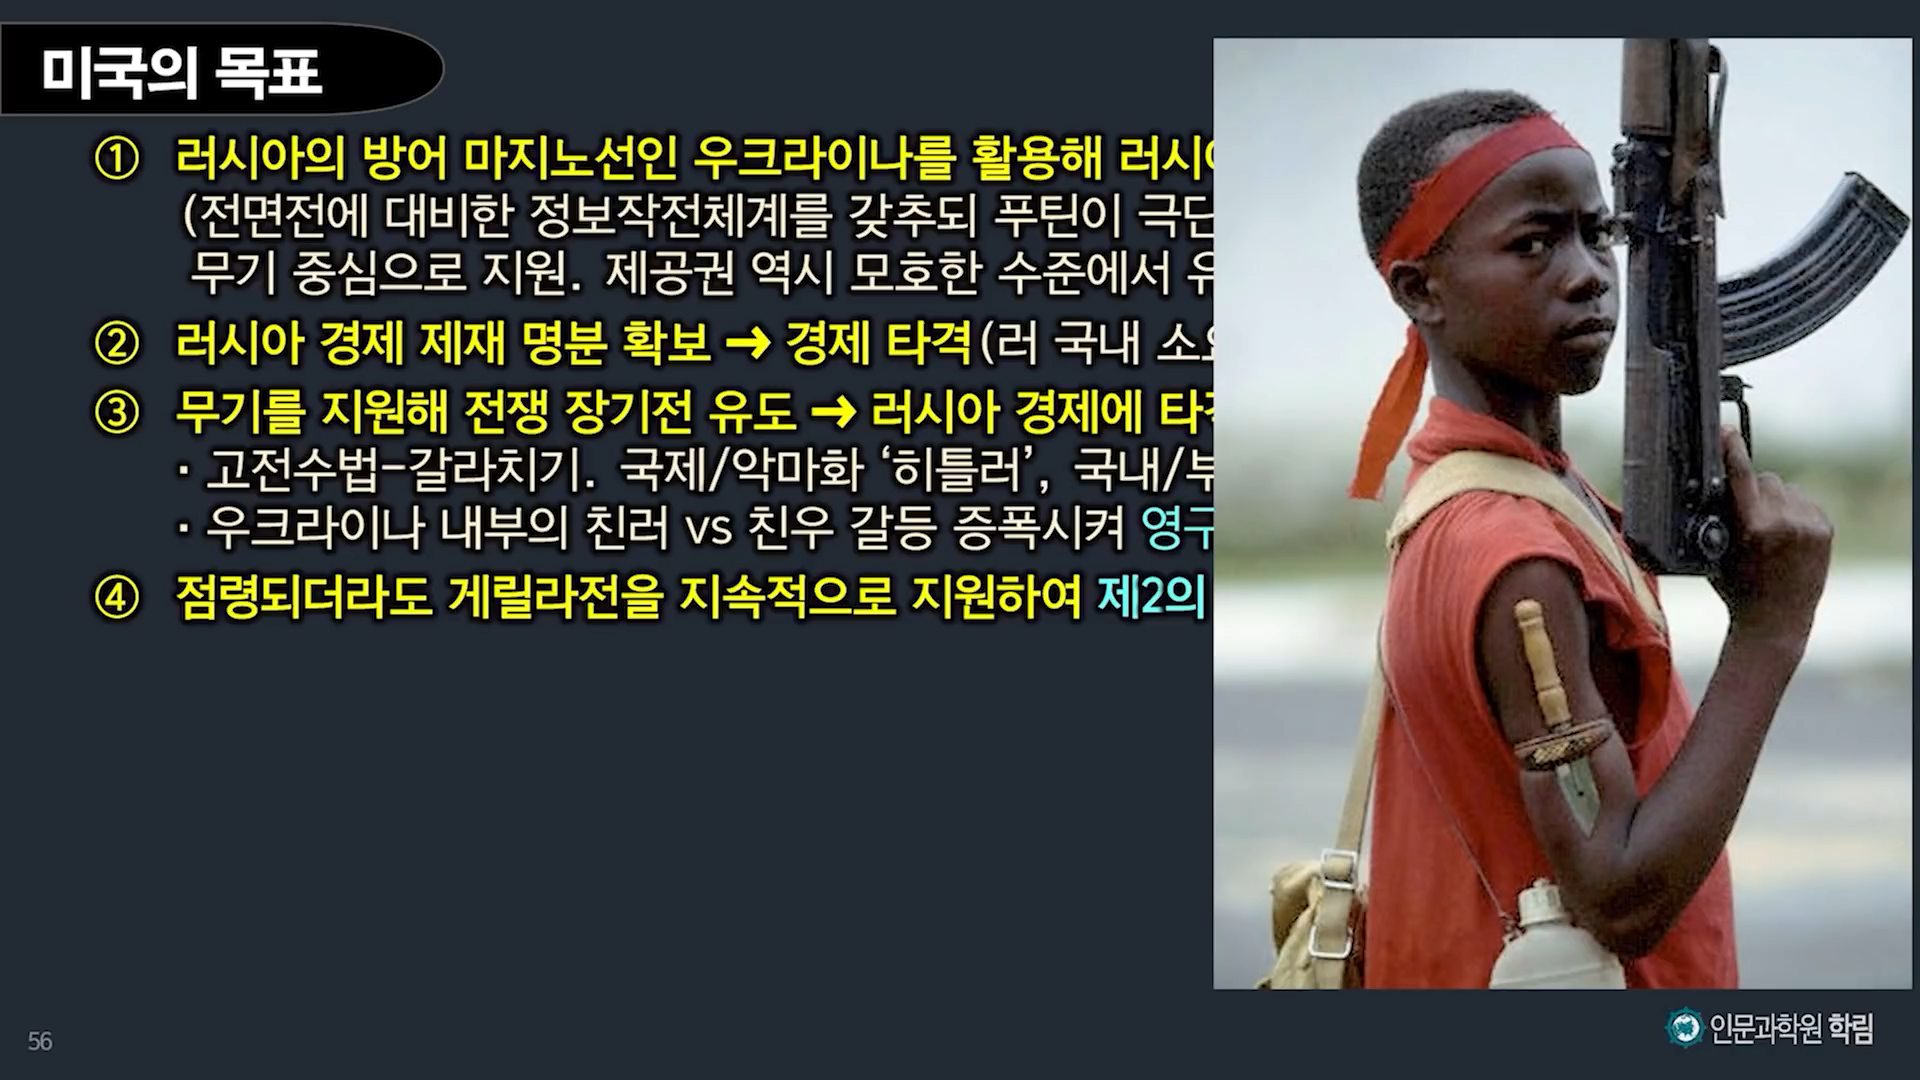 미국의 목표
① 러시아의 방어 마지노선인 우크라이나를 활용해 러시
(전면전에 대비한 정보작전체계를 갖추되 푸틴이 극단
무기 중심으로 지원. 제공권 역시 모호한 수준에서
② 러시아 경제 제재 명분 확보 → 경제 타격(러 국내
③ 무기를 지원해 전쟁 장기전 유도 → 러시아 경제에
· 고전수법-갈라치기. 국제/악마화 ‘히틀러’, 국내/부
· 우크라이나 내부의 친러 vs 친우 갈등 증폭시켜 영구
④ 점령되더라도 게릴라전을 지속적으로 지원하여 제2의
56
인문과학원 학림